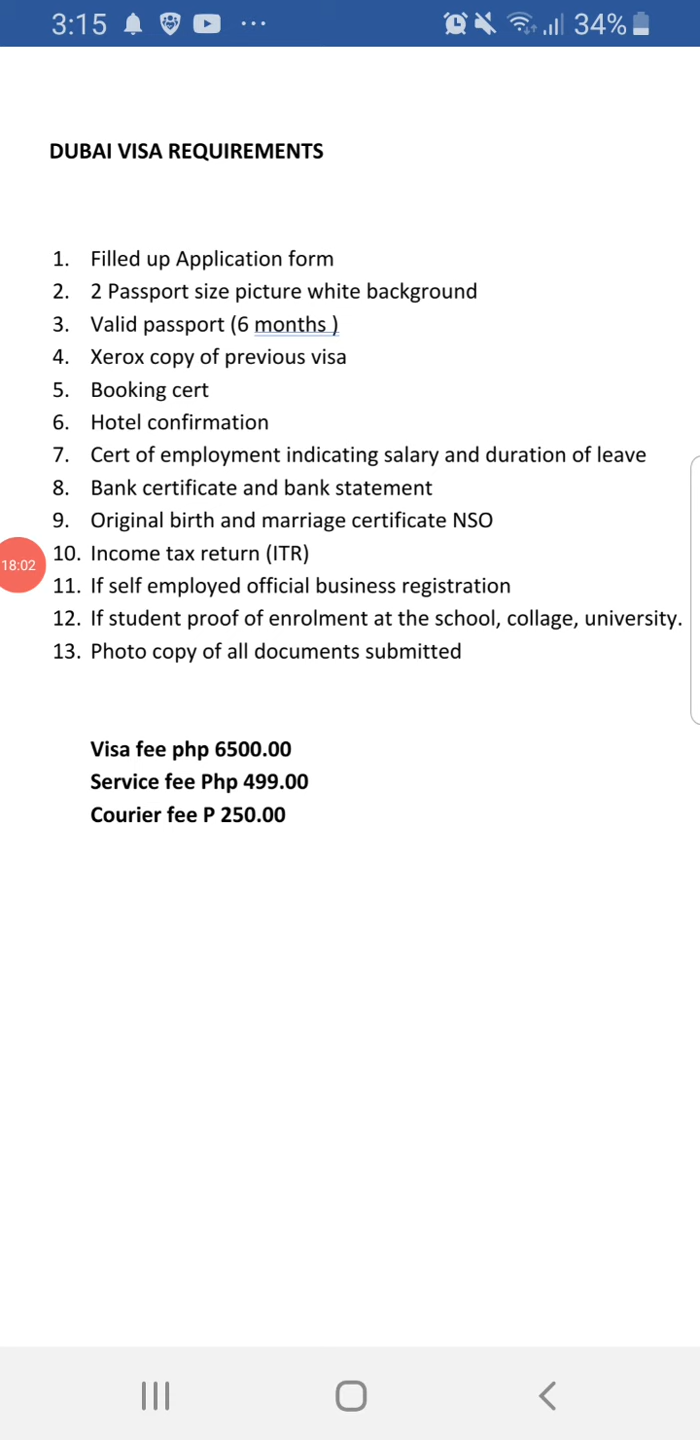 3:15 ... 34%
DUBAI VISA REQUIREMENTS
1. Filled up Application form
2. 2 Passport size picture white background
3. Valid passport (6 months )
4. Xerox copy of previous visa
5. Booking cert
6. Hotel confirmation
7. Cert of employment indicating salary and duration of leave
8. Bank certificate and bank statement
9. Original birth and marriage certificate NSO
18:02
10. Income tax return (ITR)
11. If self employed official business registration
12. If student proof of enrolment at the school, collage, university.
13. Photo copy of all documents submitted
Visa fee php 6500.00
Service fee Php 499.00
Courier fee P 250.00